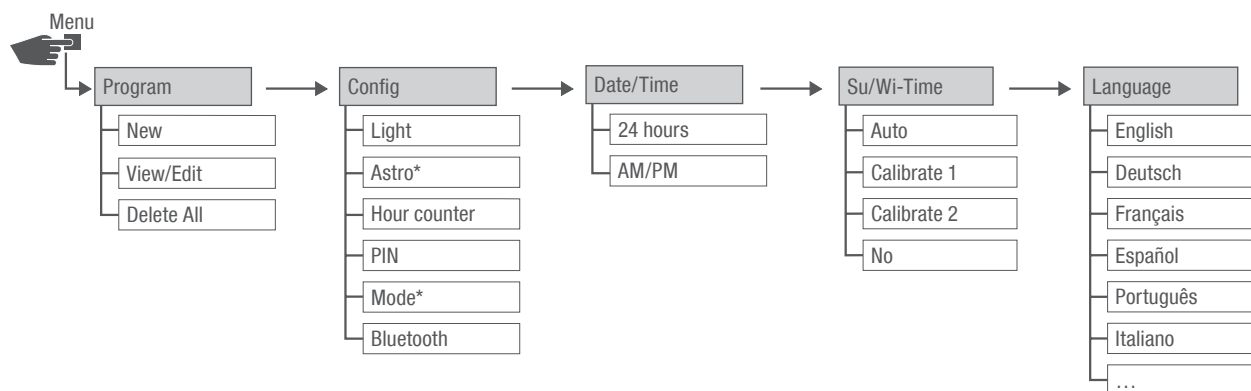 Menu
Program
New
View/Edit
Delete All
Config
Light
Astro*
Hour counter
PIN
Mode*
Bluetooth
Date/Time
24 hours
AM/PM
Su/Wi-Time
Auto
Calibrate 1
Calibrate 2
No
Language
English
Deutsch
Français
Español
Português
Italiano
…